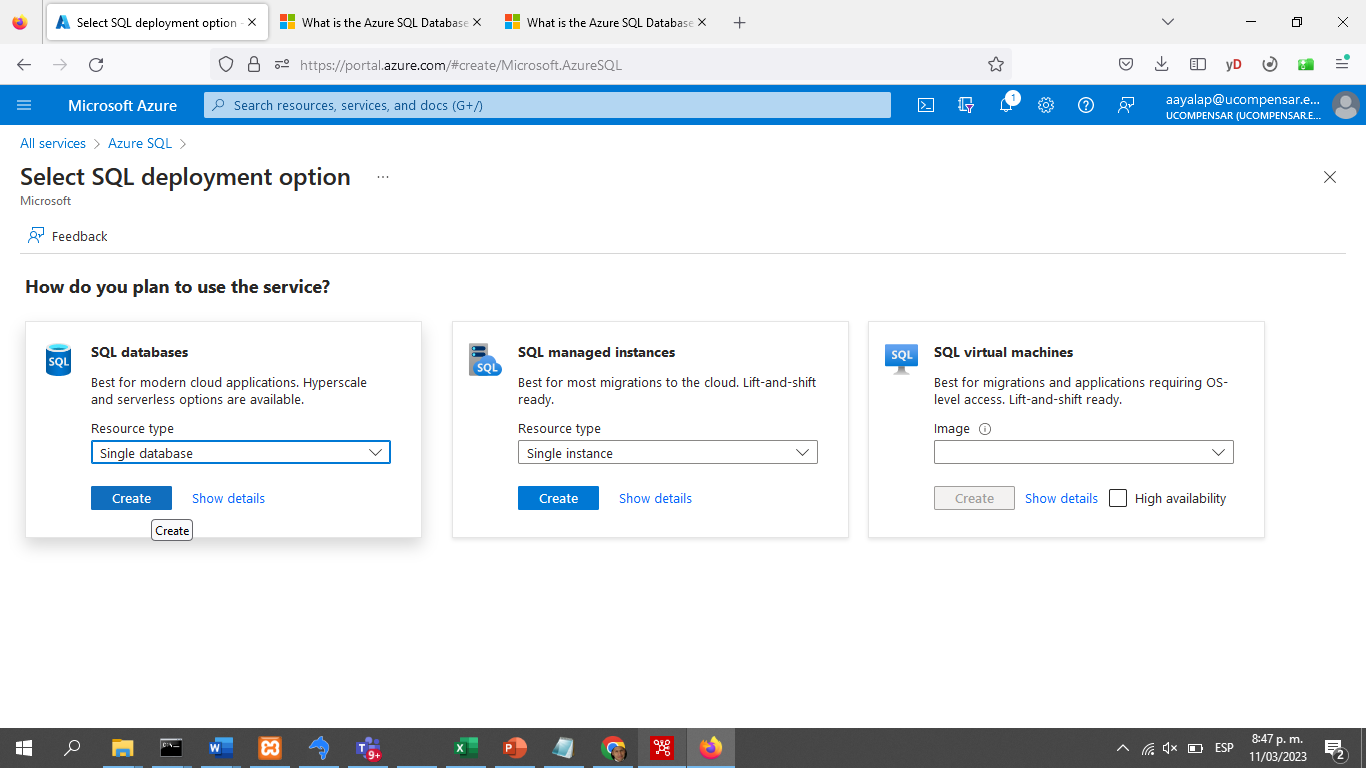 Select SQL deployment option -
What is the Azure SQL Database
What is the Azure SQL Database
https://portal.azure.com/#create/Microsoft.AzureSQL
yD
Microsoft Azure
Search resources, services, and docs (G+/)
1
aayalap@ucompensar.e...
UCOMPENSAR (UCOMPENSAR.E...
All services > Azure SQL >
Select SQL deployment option ...
Microsoft
Feedback
How do you plan to use the service?
SQL
SQL databases
Best for modern cloud applications. Hyperscale
and serverless options are available.
Resource type
Single database
Create Show details
Create
SQL
SQL managed instances
Best for most migrations to the cloud. Lift-and-shift
ready.
Resource type
Single instance
Create Show details
SQL
SQL virtual machines
Best for migrations and applications requiring OS-
level access. Lift-and-shift ready.
Image
Create Show details High availability
9+
ESP
8:47 p. m.
11/03/2023
2